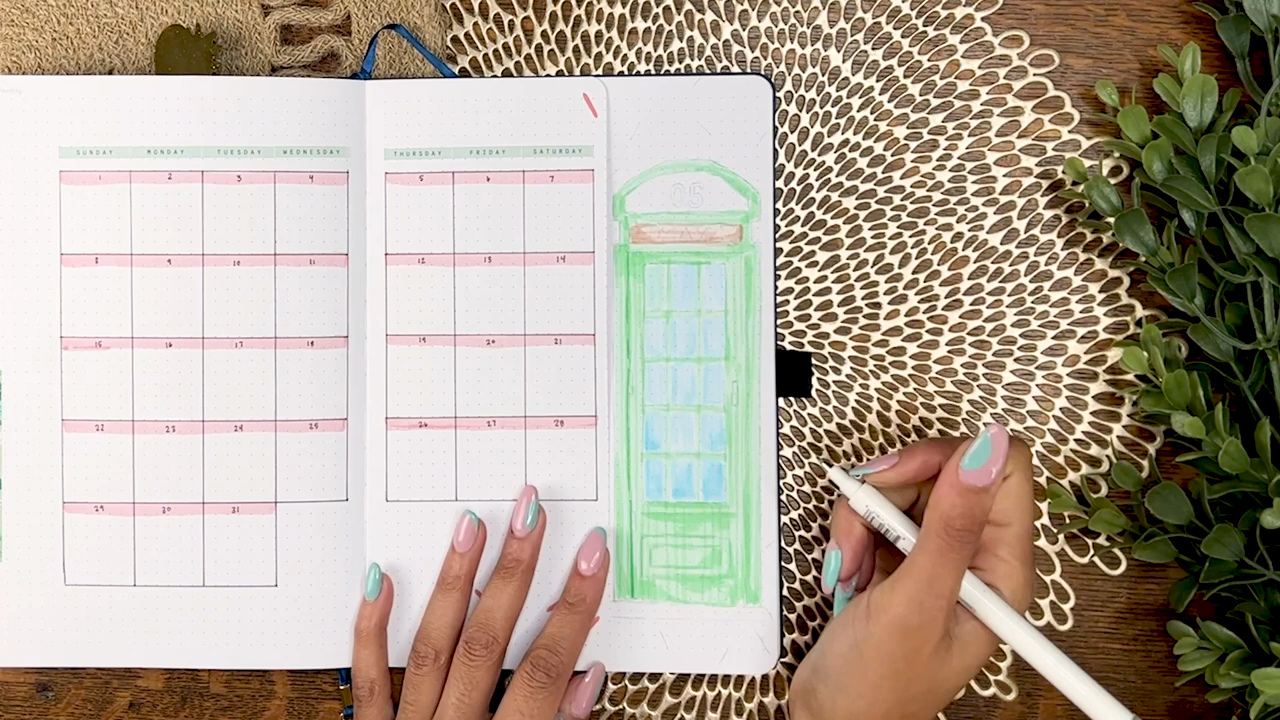 SUNDAY MONDAY TUESDAY WEDNESDAY THURSDAY FRIDAY SATURDAY
1 2 3 4 5 6 7
8 9 10 11 12 13 14
15 16 17 18 19 20 21
22 23 24 25 26 27 28
29 30 31
05